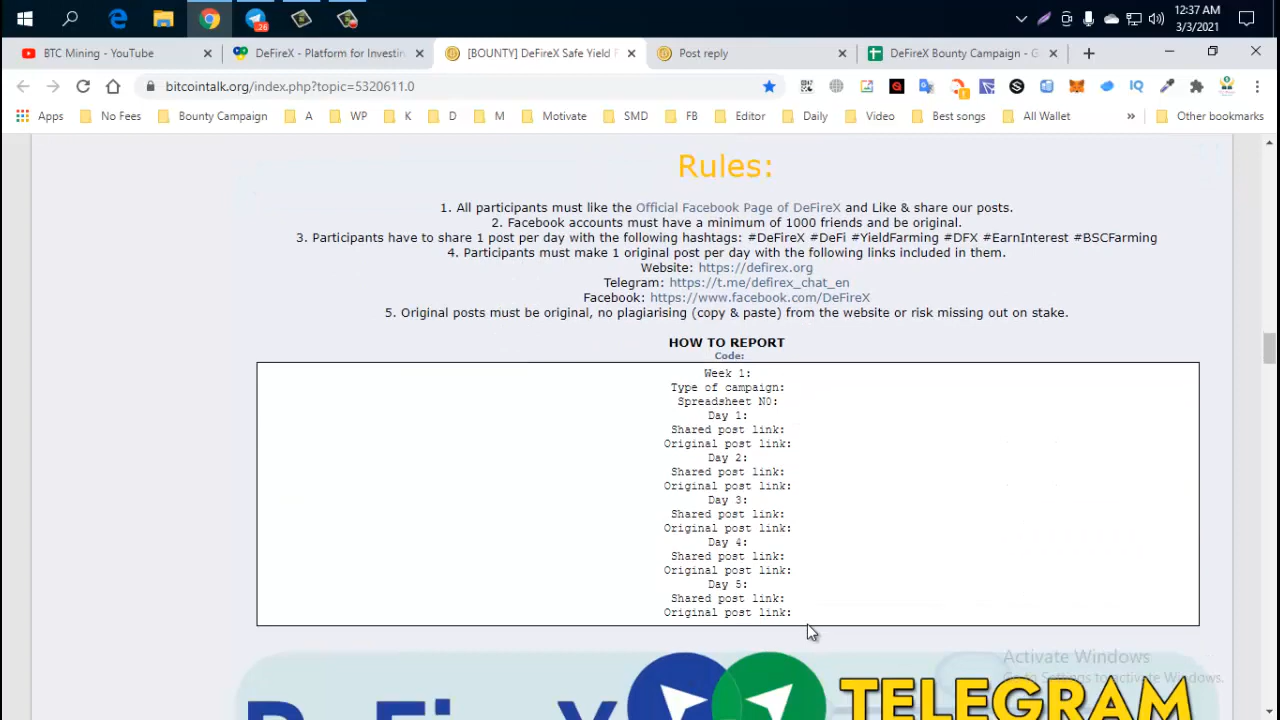 12:37 AM
3/3/2021
26
BTC Mining - YouTube
DeFireX - Platform for Investin
[BOUNTY] DeFireX Safe Yield F
Post reply
DeFireX Bounty Campaign - G
bitcointalk.org/index.php?topic=5320611.0
Apps
No Fees
Bounty Campaign
A
WP
K
D
M
Motivate
SMD
FB
Editor
Daily
Video
Best songs
All Wallet
Other bookmarks
Rules:
1. All participants must like the Official Facebook Page of DeFireX and Like & share our posts.
2. Facebook accounts must have a minimum of 1000 friends and be original.
3. Participants have to share 1 post per day with the following hashtags: #DeFireX #DeFi #YieldFarming #DFX #EarnInterest #BSCFarming
4. Participants must make 1 original post per day with the following links included in them.
Website: https://defirex.org
Telegram: https://t.me/defirex_chat_en
Facebook: https://www.facebook.com/DeFireX
5. Original posts must be original, no plagiarising (copy & paste) from the website or risk missing out on stake.
HOW TO REPORT
Code:
Week 1:
Type of campaign:
Spreadsheet N0:
Day 1:
Shared post link:
Original post link:
Day 2:
Shared post link:
Original post link:
Day 3:
Shared post link:
Original post link:
Day 4:
Shared post link:
Original post link:
Day 5:
Shared post link:
Original post link:
Activate Windows
Go to Settings to activate Windows.
DeFireX
TELEGRAM